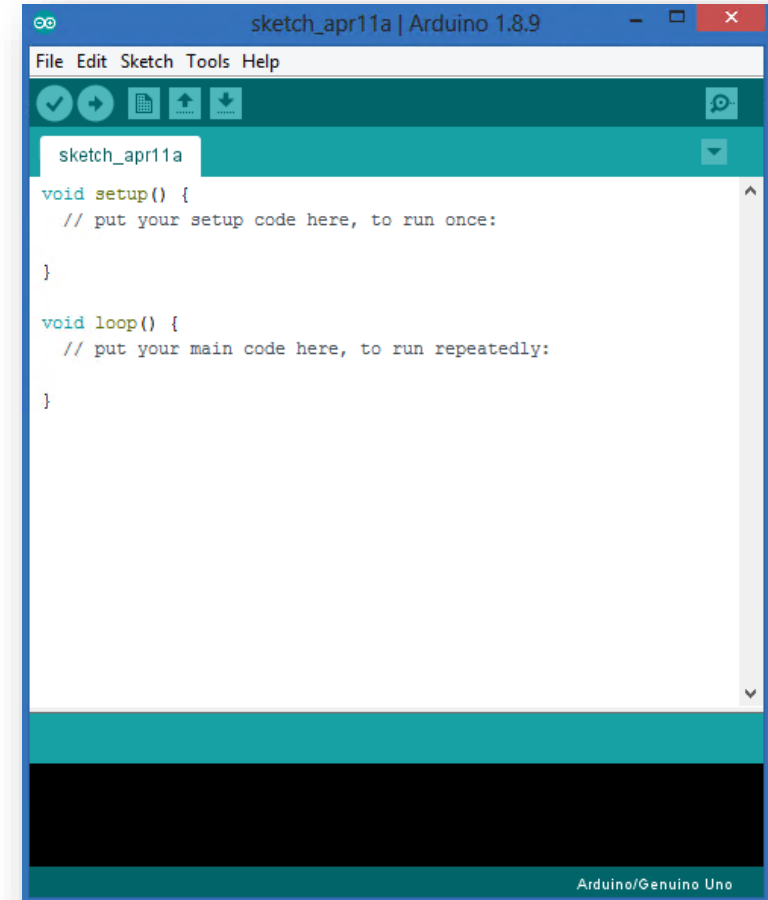 sketch_apr11a | Arduino 1.8.9
File Edit Sketch Tools Help
sketch_apr11a
void setup() {
  // put your setup code here, to run once:
}
void loop() {
  // put your main code here, to run repeatedly:
}
Arduino/Genuino Uno